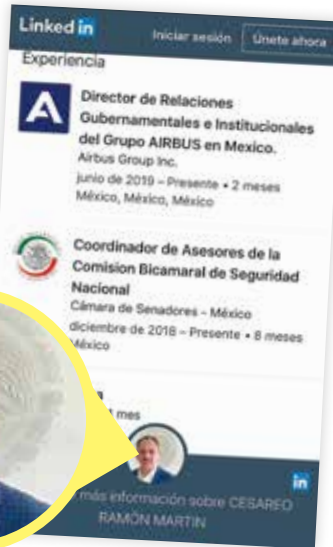 Linked in
Iniciar sesión
Únete ahora
Experiencia
A
Director de Relaciones
Gubernamentales e Institucionales
del Grupo AIRBUS en Mexico.
Airbus Group Inc.
junio de 2019 – Presente • 2 meses
México, México, México
Coordinador de Asesores de la
Comision Bicamaral de Seguridad
Nacional
Cámara de Senadores - México
diciembre de 2018 – Presente • 8 meses
México
mes
in
más información sobre CESAREO
RAMÓN MARTIN